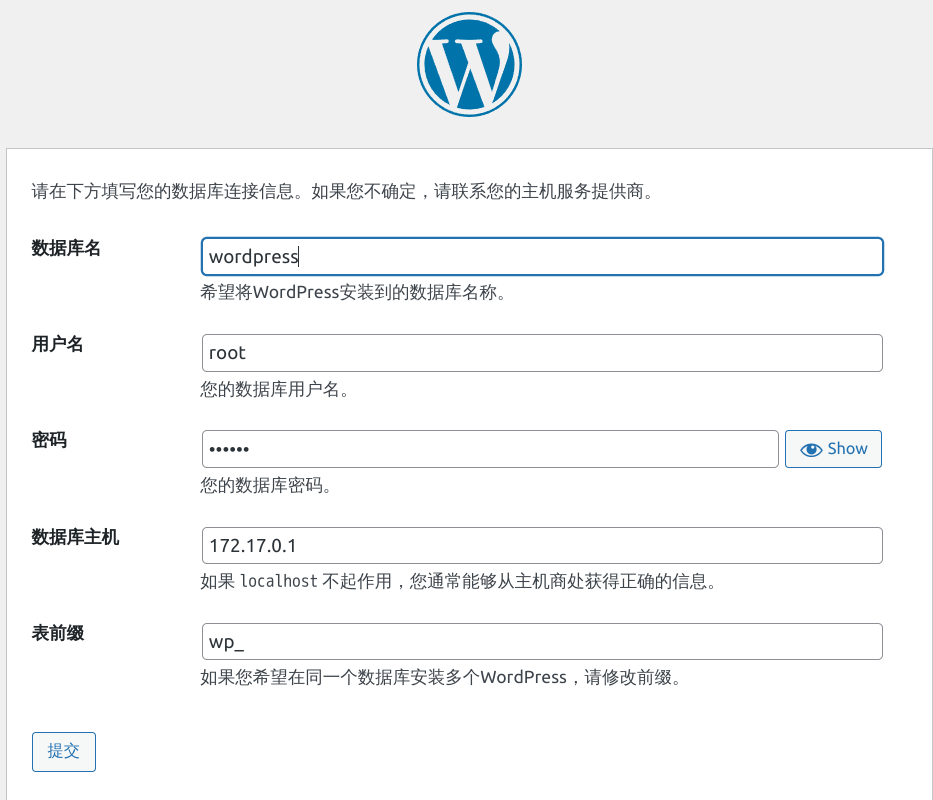 请在下方填写您的数据库连接信息。如果您不确定，请联系您的主机服务提供商。
数据库名
wordpress
希望将WordPress安装到的数据库名称。
用户名
root
您的数据库用户名。
密码
••••••
Show
您的数据库密码。
数据库主机
172.17.0.1
如果 localhost 不起作用，您通常能够从主机商处获得正确的信息。
表前缀
wp_
如果您希望在同一个数据库安装多个WordPress，请修改前缀。
提交